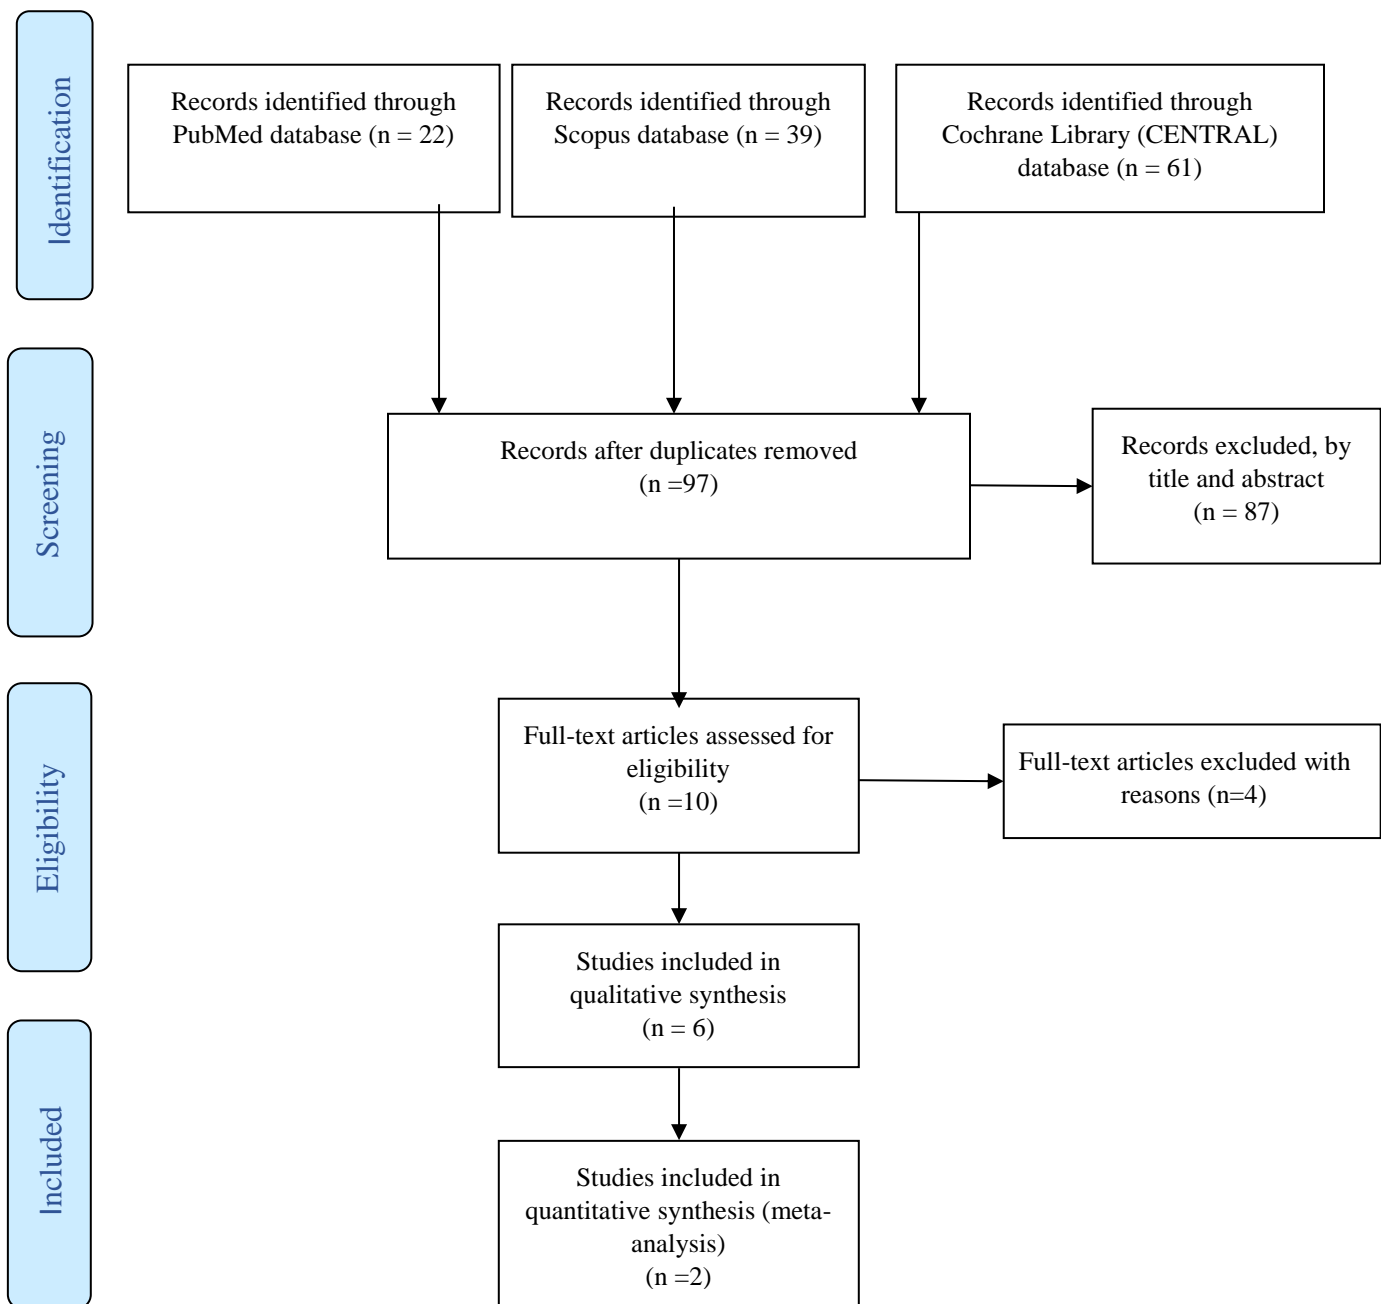 Identification
Records identified through
PubMed database (n = 22)
Records identified through
Scopus database (n = 39)
Records identified through
Cochrane Library (CENTRAL)
database (n = 61)
Screening
Records after duplicates removed
(n =97)
Records excluded, by
title and abstract
(n = 87)
Eligibility
Full-text articles assessed for
eligibility
(n =10)
Full-text articles excluded with
reasons (n=4)
Studies included in
qualitative synthesis
(n = 6)
Included
Studies included in
quantitative synthesis (meta-
analysis)
(n =2)